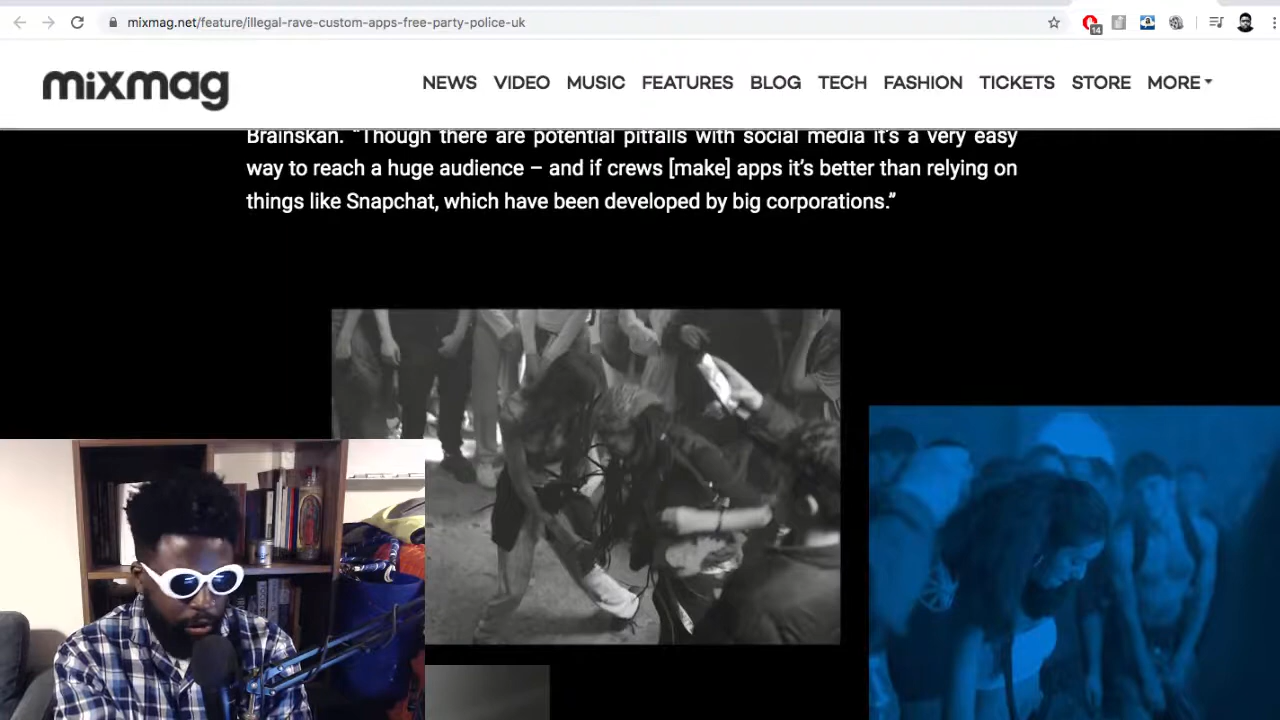 mixmag.net/feature/illegal-rave-custom-apps-free-party-police-uk
14
mixmag
NEWS VIDEO MUSIC FEATURES BLOG TECH FASHION TICKETS STORE MORE
Brainskan. “Though there are potential pitfalls with social media it’s a very easy
way to reach a huge audience – and if crews [make] apps it’s better than relying on
things like Snapchat, which have been developed by big corporations.”